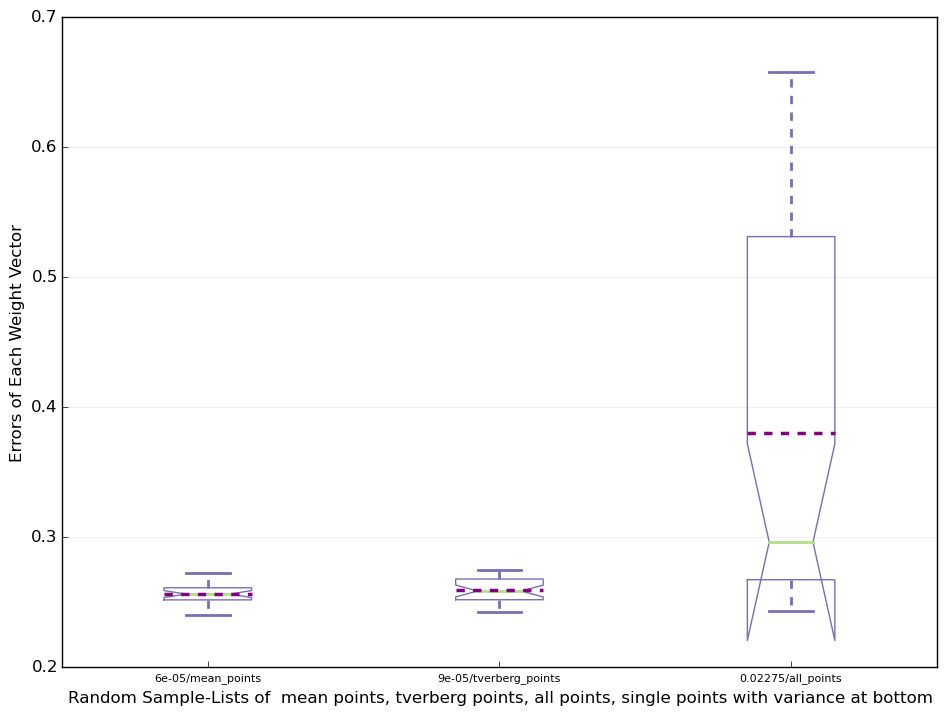 0.7
0.6
0.5
0.4
0.3
0.2
Errors of Each Weight Vector
6e-05/mean_points
9e-05/tverberg_points
0.02275/all_points
Random Sample-Lists of  mean points, tverberg points, all points, single points with variance at bottom